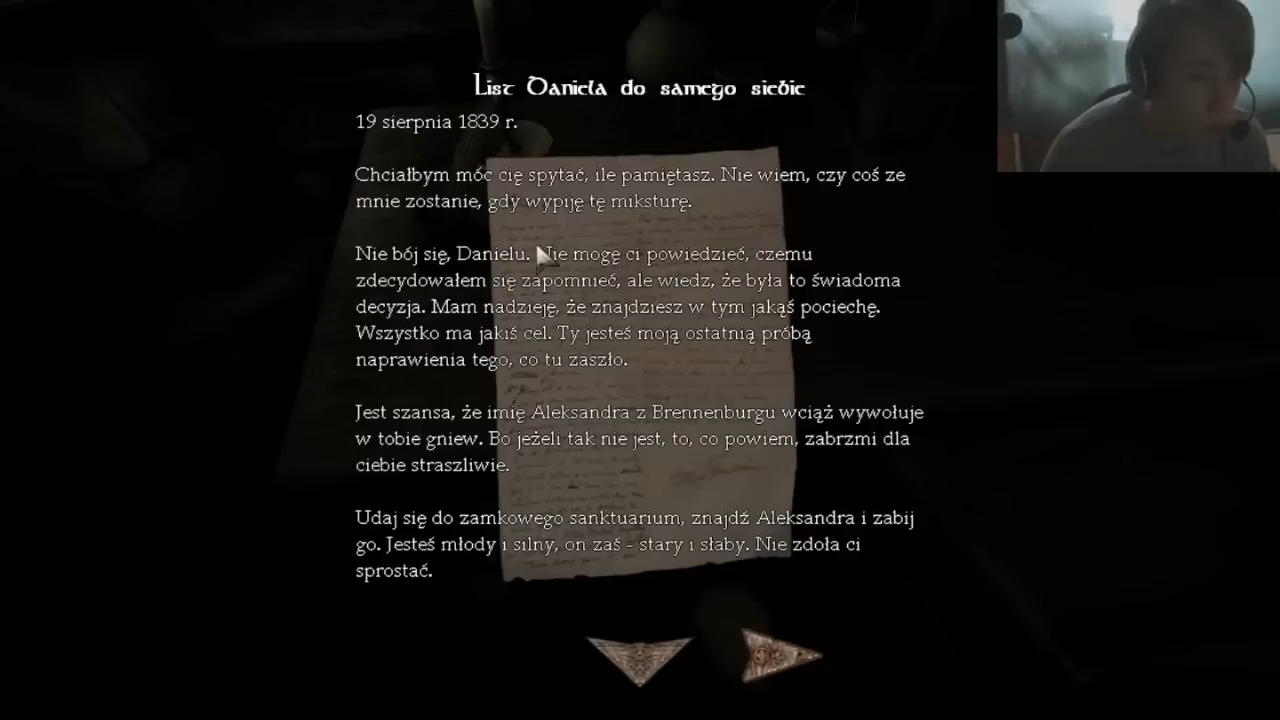 List Daniela do samego siebie
19 sierpnia 1839 r.
Chciałbym móc cię spytać, ile pamiętasz. Nie wiem, czy coś ze
mnie zostanie, gdy wypiję tę miksturę.
Nie bój się, Danielu. Nie mogę ci powiedzieć, czemu
zdecydowałem się zapomnieć, ale wiedz, że była to świadoma
decyzja. Mam nadzieję, że znajdziesz w tym jakąś pociechę.
Wszystko ma jakiś cel. Ty jesteś moją ostatnią próbą
naprawienia tego, co tu zaszło.
Jest szansa, że imię Aleksandra z Brennenburgu wciąż wywołuje
w tobie gniew. Bo jeżeli tak nie jest, to, co powiem, zabrzmi dla
ciebie straszliwie.
Udaj się do zamkowego sanktuarium, znajdź Aleksandra i zabij
go. Jesteś młody i silny, on zaś - stary i słaby. Nie zdoła ci
sprostać.